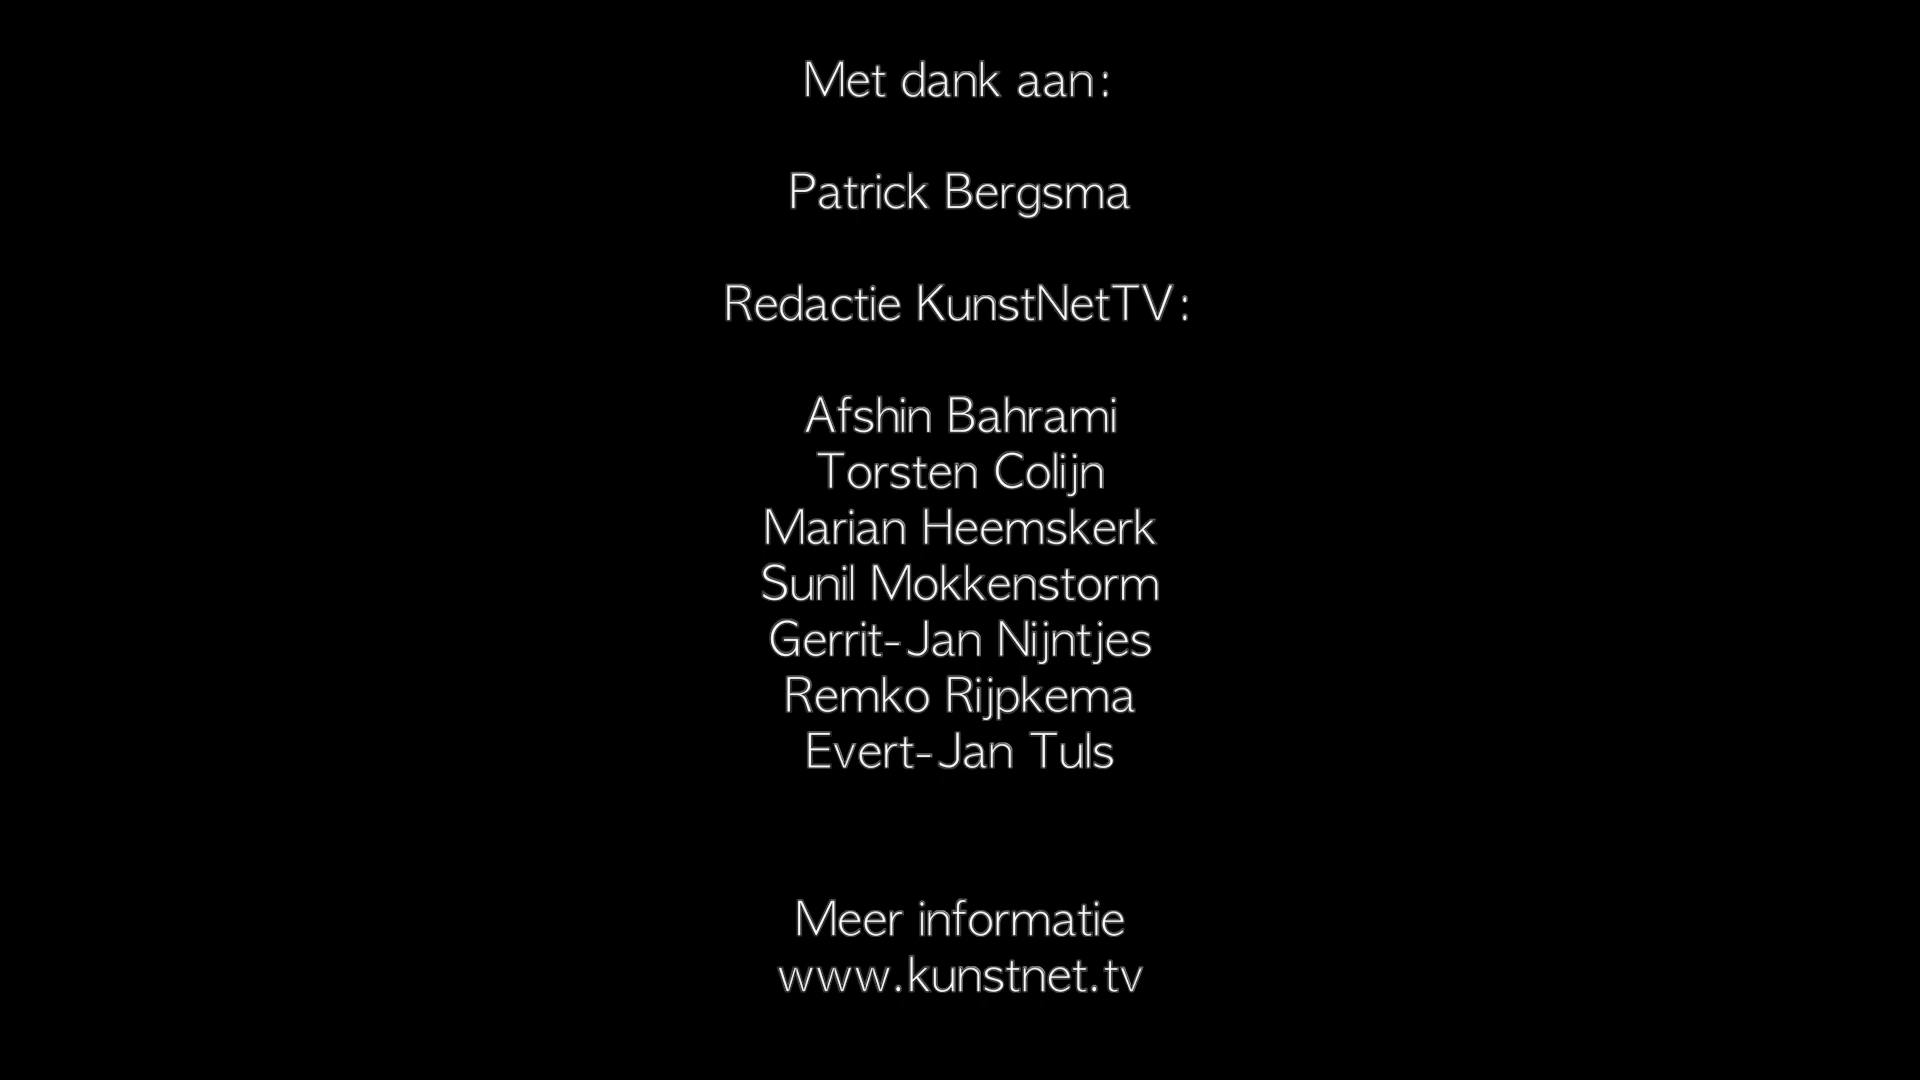 Met dank aan:
Patrick Bergsma
Redactie KunstNetTV:
Afshin Bahrami
Torsten Colijn
Marian Heemskerk
Sunil Mokkenstorm
Gerrit-Jan Nijntjes
Remko Rijpkema
Evert-Jan Tuls
Meer informatie
www.kunstnet.tv